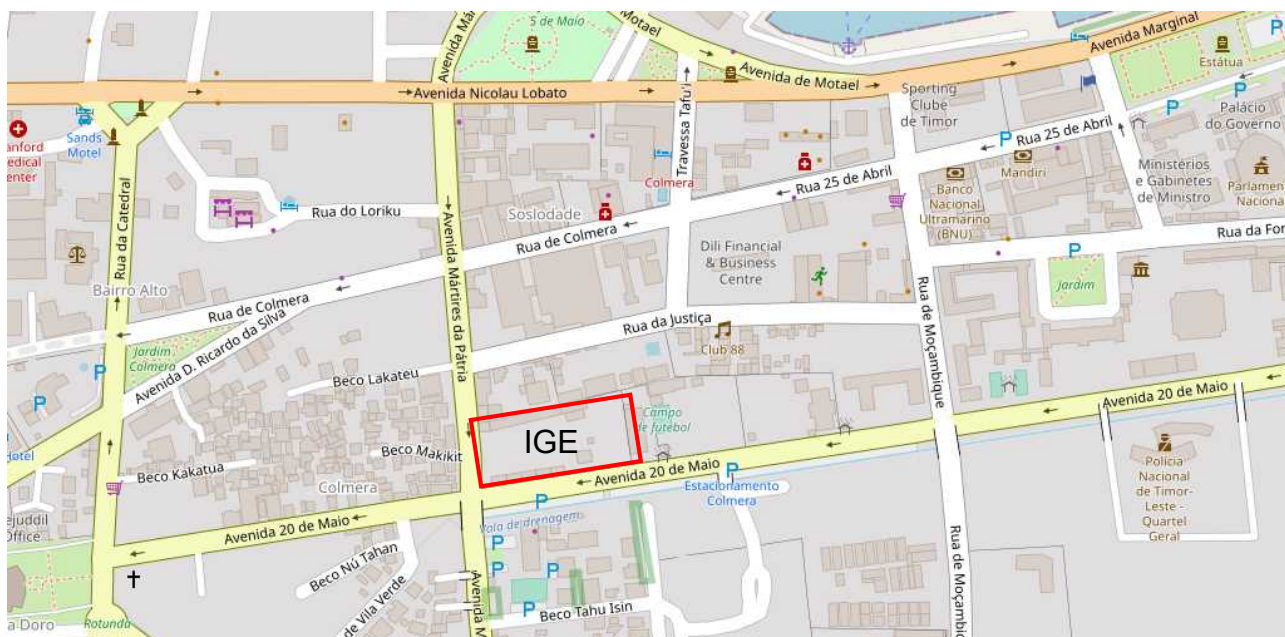 5 de Maio
Motael
Avenida Marginal
P
Estátua
Avenida de Motael
Avenida Nicolau Lobato
Sporting
Clube
de Timor
Palácio
do Governo
Sands
Motel
Travessa Tafu'i
P
Rua 25 de Abril
P
Mandiri
Ministérios
e Gabinetes
de Ministro
Colmera
Rua 25 de Abril
Banco
Nacional
Ultramarino
(BNU)
Rua do Loriku
Soslodade
Rua de Colmera
Rua da Catedral
Avenida Mártires da Pátria
Dili Financial
& Business
Centre
P
Jardim
Bairro Alto
Rua de Colmera
Avenida D. Ricardo da Silva
Jardim
Colmera
P
P
Rua da Justiça
Club 88
Rua de Moçambique
Beco Lakateu
Avenida 20 de Maio
IGE
Campo
de futebol
Beco Makikit
Beco Kakatua
Colmera
Avenida 20 de Maio
P
Estacionamento
Colmera
Polícia
Nacional
de Timor-
Leste -
Quartel
Geral
P
Vala de drenagem
Avenida 20 de Maio
Office
Beco Nú Tahan
de Vila Verde
P
P
P
P
Beco Tahu Isin
Rua de Moçambique
Rotunda